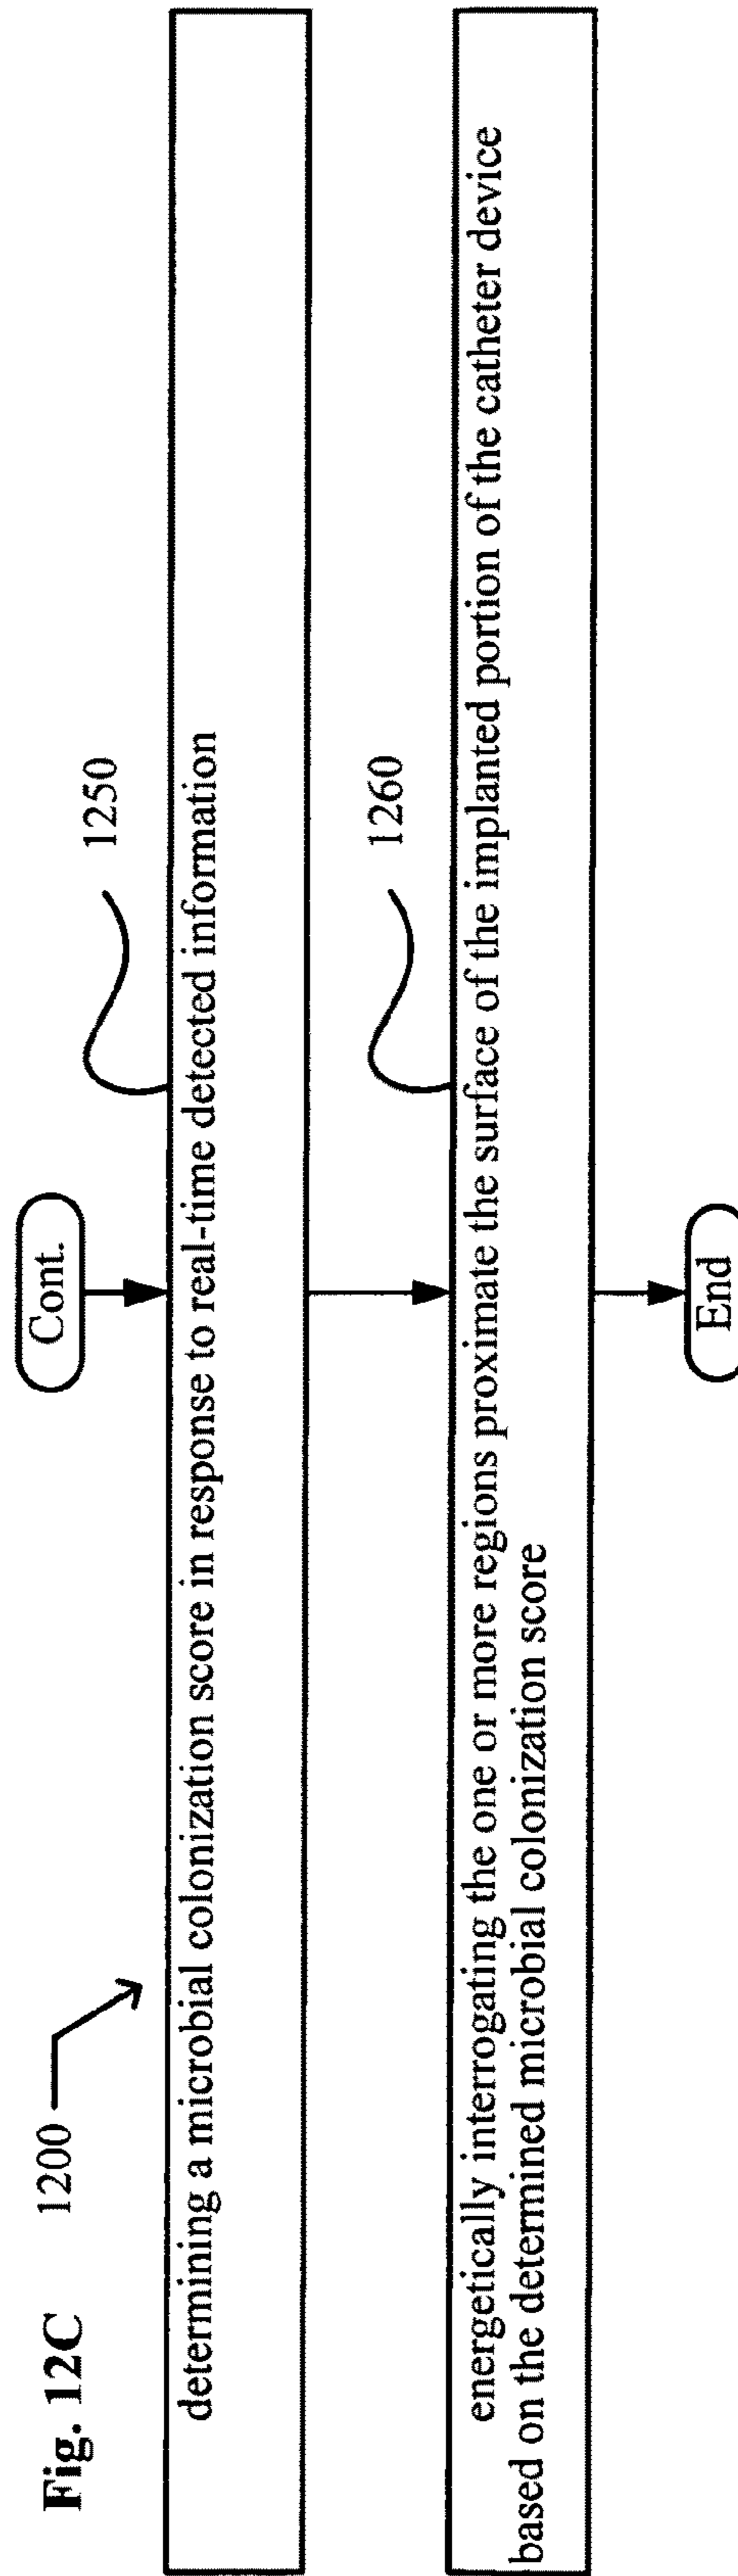 Fig. 12C
1200
Cont.
1250
determining a microbial colonization score in response to real-time detected information
1260
energetically interrogating the one or more regions proximate the surface of the implanted portion of the catheter device
based on the determined microbial colonization score
End